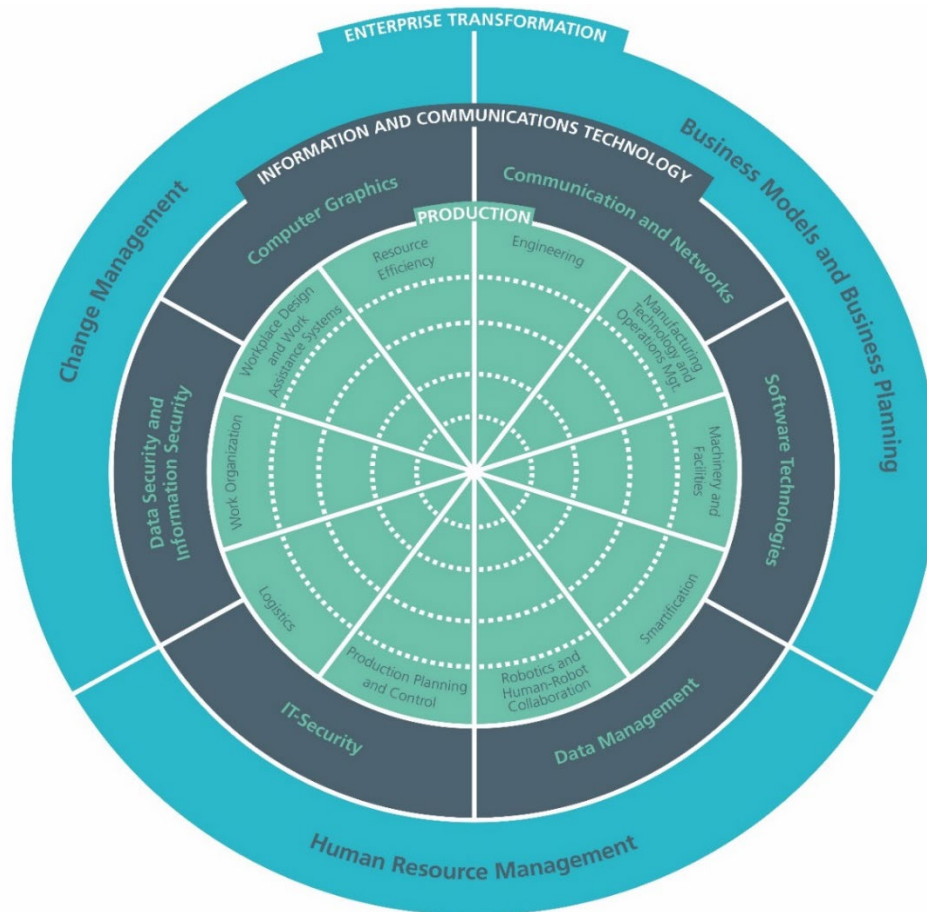 ENTERPRISE TRANSFORMATION
Change Management
Business Models and Business Planning
Human Resource Management
INFORMATION AND COMMUNICATIONS TECHNOLOGY
Computer Graphics
Communication and Networks
Software Technologies
Data Management
IT-Security
Data Security and
Information Security
PRODUCTION
Resource
Efficiency
Engineering
Manufacturing
Technology and
Operations Mgt.
Machinery and
Facilities
Smartification
Robotics and
Human-Robot
Collaboration
Production Planning
and Control
Logistics
Work Organization
Workplace Design
and Work
Assistance Systems